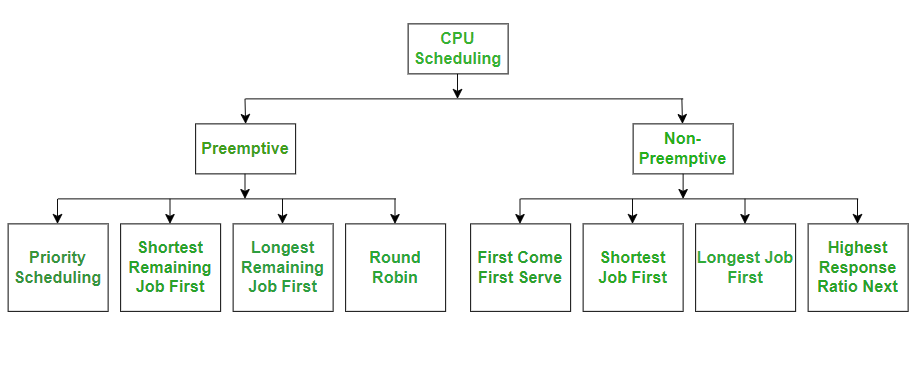 CPU
Scheduling
Preemptive
Non-
Preemptive
Priority
Scheduling
Shortest
Remaining
Job First
Longest
Remaining
Job First
Round
Robin
First Come
First Serve
Shortest
Job First
Longest Job
First
Highest
Response
Ratio Next